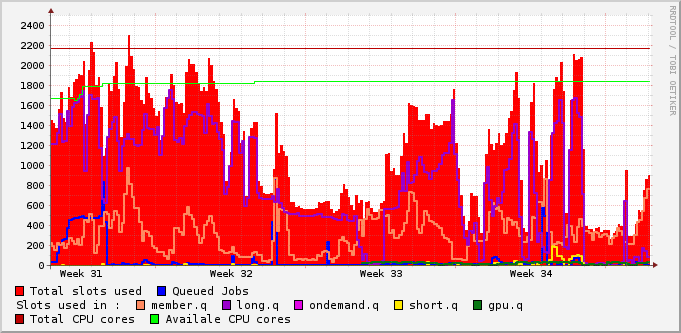 RRDTOOL / TOBI OETIKER
2400
2200
2000
1800
1600
1400
1200
1000
800
600
400
200
0
Week 31 Week 32 Week 33 Week 34
Total slots used Queued Jobs
Slots used in : member.q long.q ondemand.q short.q gpu.q
Total CPU cores Availale CPU cores